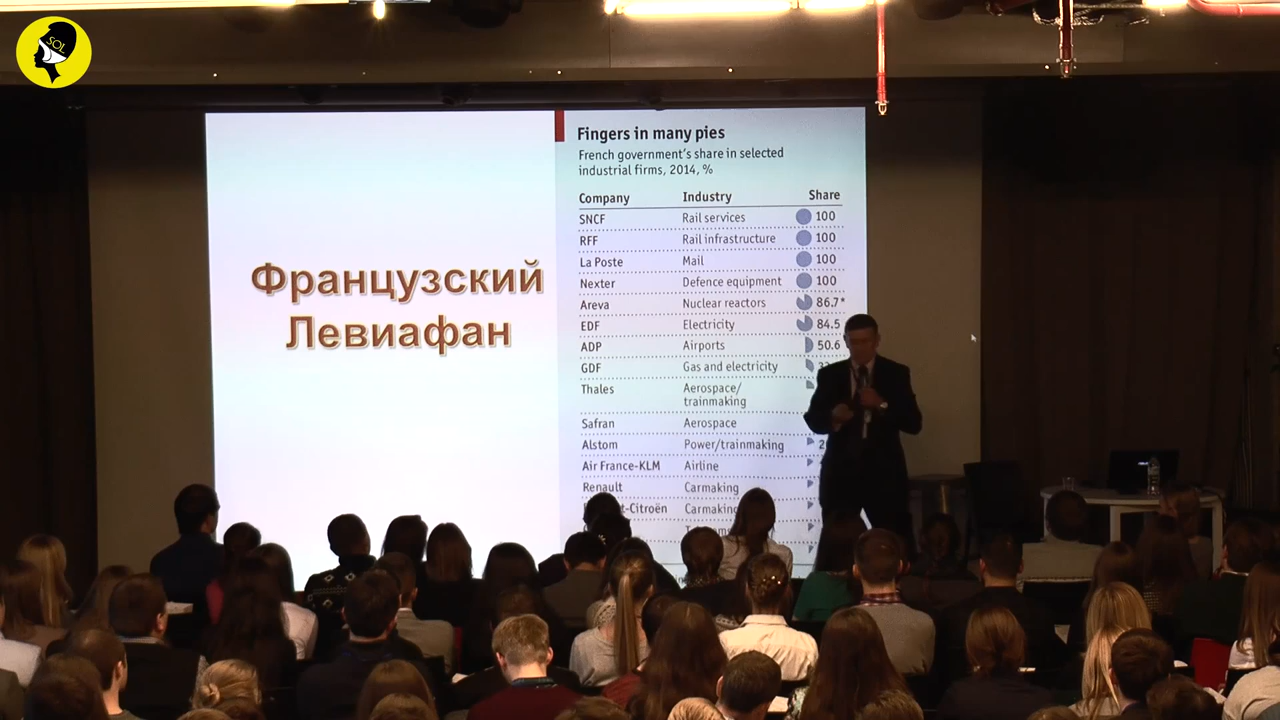 SOL
Французский
Левиафан
Fingers in many pies
French government's share in selected
industrial firms, 2014, %
Company Industry Share
SNCF Rail services 100
RFF Rail infrastructure 100
La Poste Mail 100
Nexter Defence equipment 100
Areva Nuclear reactors 86.7*
EDF Electricity 84.5
ADP Airports 50.6
GDF Gas and electricity
Thales Aerospace/
trainmaking
Safran Aerospace
Alstom Power/trainmaking
Air France-KLM Airline
Renault Carmaking
Carmaking